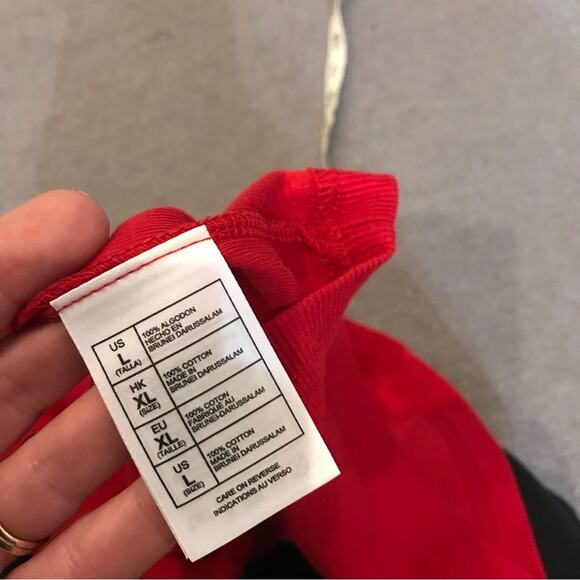 US
L
(TALLA)
100% ALGODON
HECHO EN
BRUNEI DARUSSALAM
HK
XL
(SIZE)
100% COTTON
MADE IN
BRUNEI DARUSSALAM
EU
XL
(TAILLE)
100% COTON
FABRIQUE AU
BRUNEI-DARUSSALAM
US
L
(SIZE)
100% COTTON
MADE IN
BRUNEI DARUSSALAM
CARE ON REVERSE
INDICATIONS AU VERSO